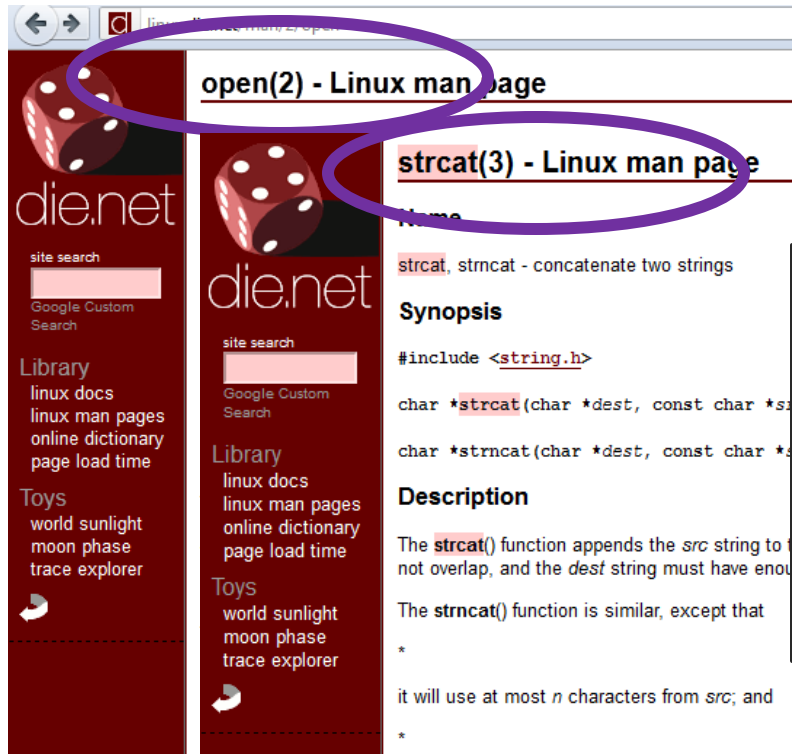 open(2) - Linux man page
die.net
site search
Google Custom
Search
Library
linux docs
linux man pages
online dictionary
page load time
Toys
world sunlight
moon phase
trace explorer
strcat(3) - Linux man page
die.net
site search
Google Custom
Search
Library
linux docs
linux man pages
online dictionary
page load time
Toys
world sunlight
moon phase
trace explorer
Name
strcat, strncat - concatenate two strings
Synopsis
#include <string.h>
char *strcat(char *dest, const char *
char *strncat(char *dest, const char *
Description
The strcat() function appends the src string to
not overlap, and the dest string must have
The strncat() function is similar, except that
*
it will use at most n characters from src; and
*